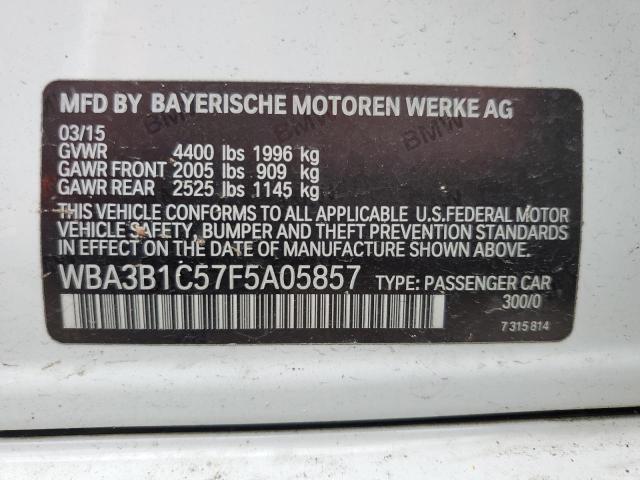 MFD BY BAYERISCHE MOTOREN WERKE AG
03/15
GVWR 4400 lbs 1996 kg
GAWR FRONT 2005 lbs 909 kg
GAWR REAR 2525 lbs 1145 kg
THIS VEHICLE CONFORMS TO ALL APPLICABLE U.S.FEDERAL MOTOR
VEHICLE SAFETY, BUMPER AND THEFT PREVENTION STANDARDS
IN EFFECT ON THE DATE OF MANUFACTURE SHOWN ABOVE.
WBA3B1C57F5A05857 TYPE: PASSENGER CAR
300/0
7 315 814